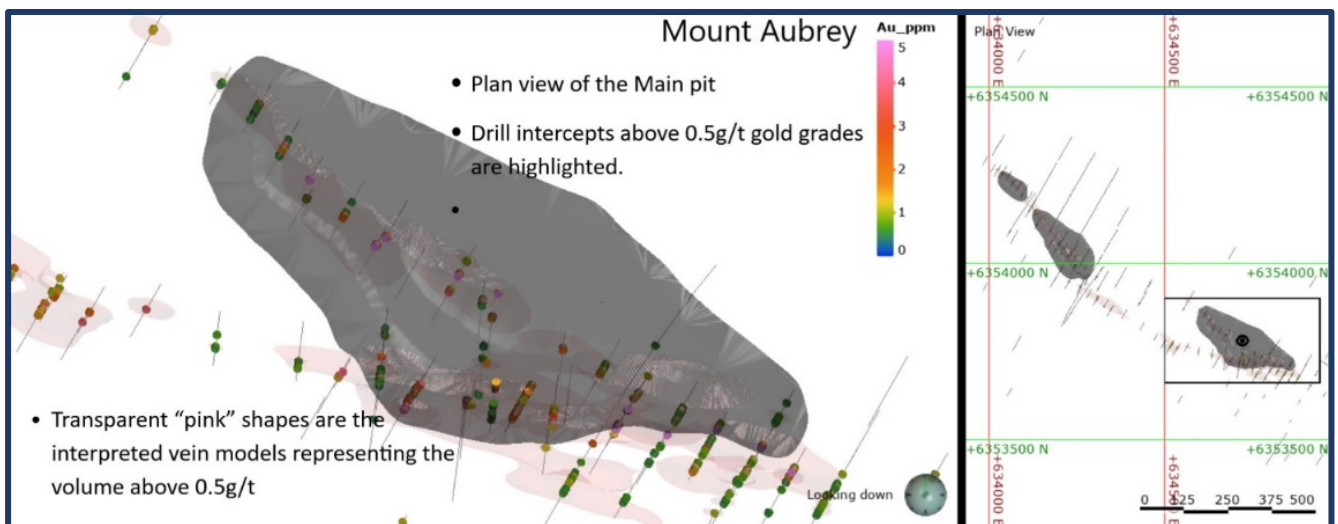 Mount Aubrey
Au_ppm
5
4
3
2
1
0
• Plan view of the Main pit
• Drill intercepts above 0.5g/t gold grades
are highlighted.
•
• Transparent “pink” shapes are the
interpreted vein models representing the
volume above 0.5g/t
Looking down
Plan View
+634000 E
+634500 E
+6354500 N
+6354500 N
+6354000 N
+6354000 N
+6353500 N
+6353500 N
+634000 E
0 125 250 375 500